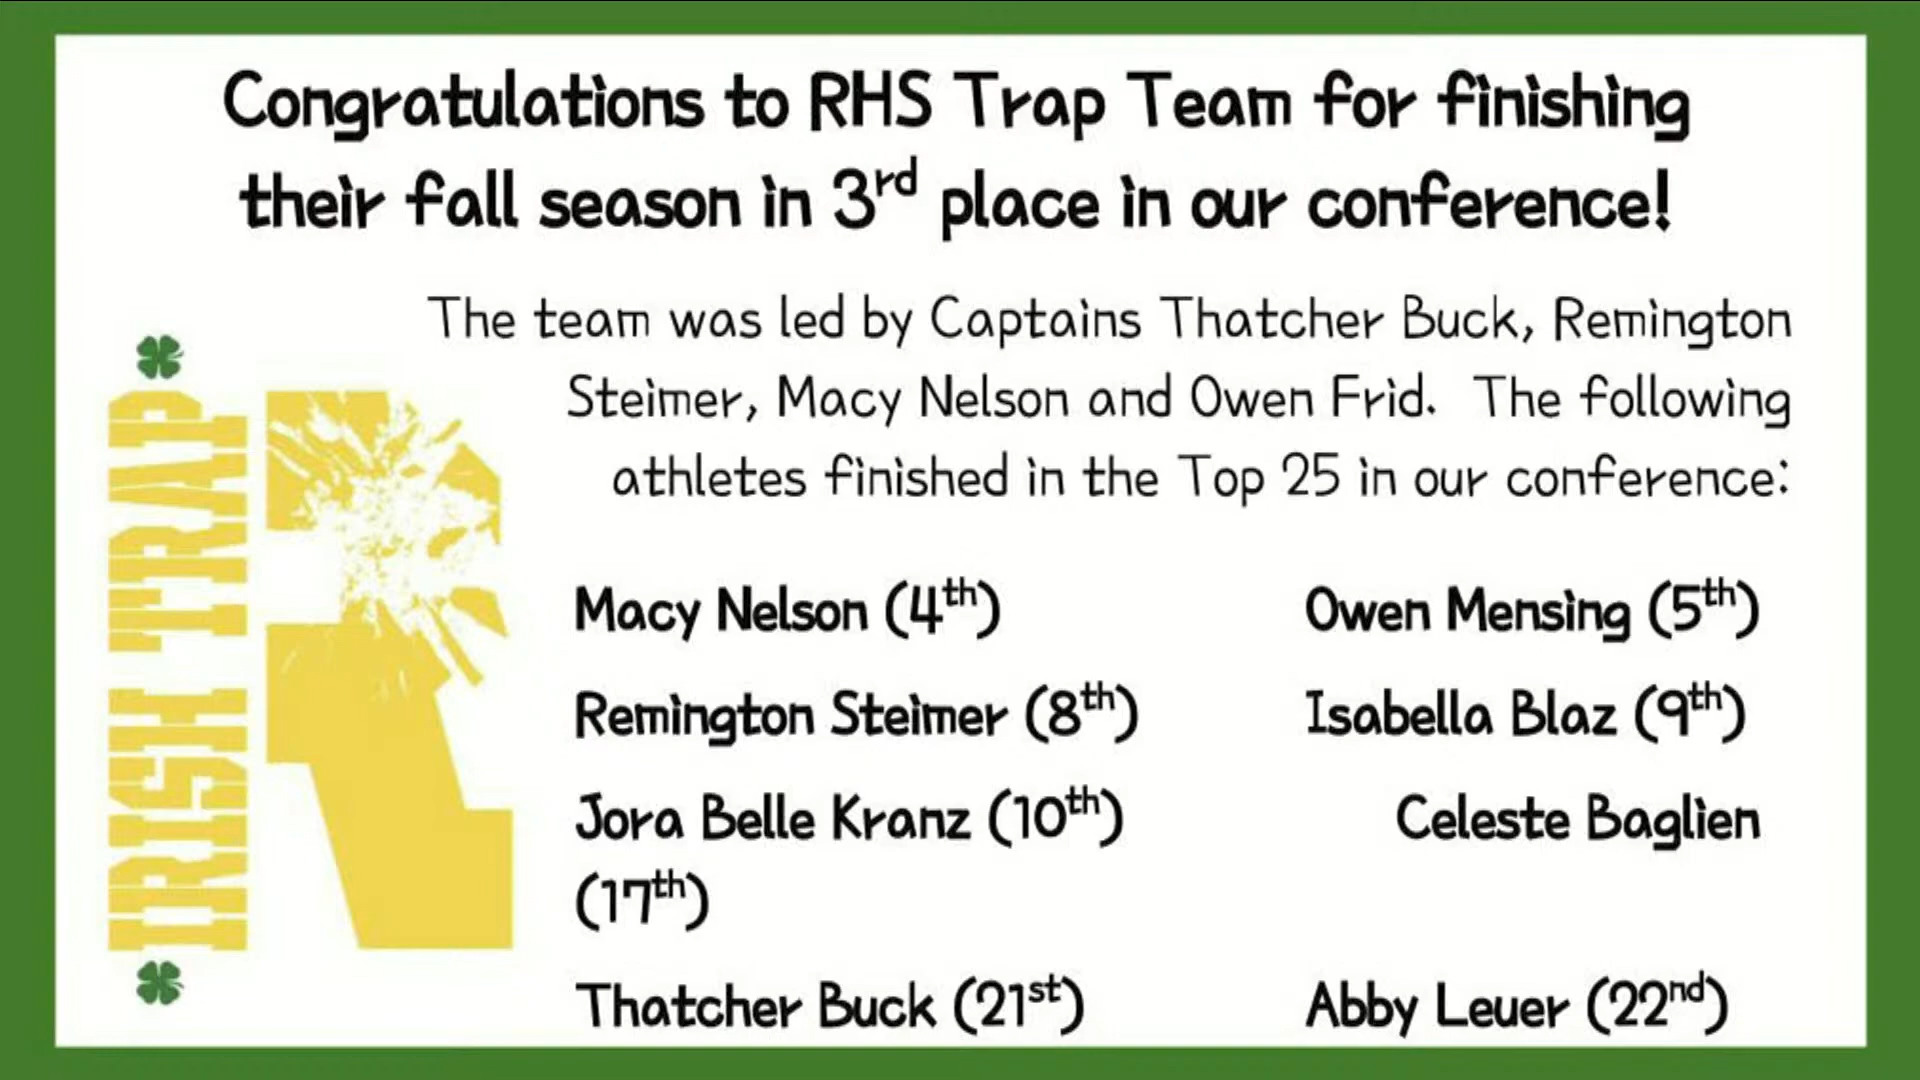 Congratulations to RHS Trap Team for finishing
their fall season in 3rd place in our conference!
The team was led by Captains Thatcher Buck, Remington
Steimer, Macy Nelson and Owen Frid. The following
athletes finished in the Top 25 in our conference:
IRISH TRAP
R
Macy Nelson (4th) Owen Mensing (5th)
Remington Steimer (8th) Isabella Blaz (9th)
Jora Belle Kranz (10th) Celeste Baglien
(17th)
Thatcher Buck (21st) Abby Leuer (22nd)